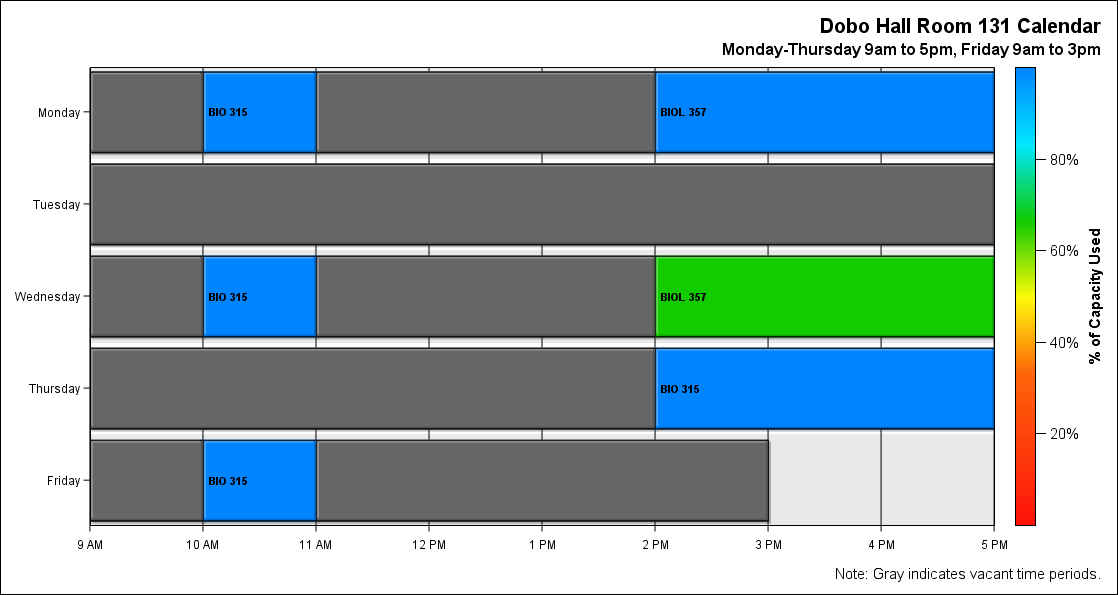 Dobo Hall Room 131 Calendar
Monday-Thursday 9am to 5pm, Friday 9am to 3pm
Monday
BIO 315
BIOL 357
Tuesday
Wednesday
BIO 315
BIOL 357
Thursday
BIO 315
Friday
BIO 315
9 AM
10 AM
11 AM
12 PM
1 PM
2 PM
3 PM
4 PM
5 PM
80%
60%
40%
20%
% of Capacity Used
Note: Gray indicates vacant time periods.